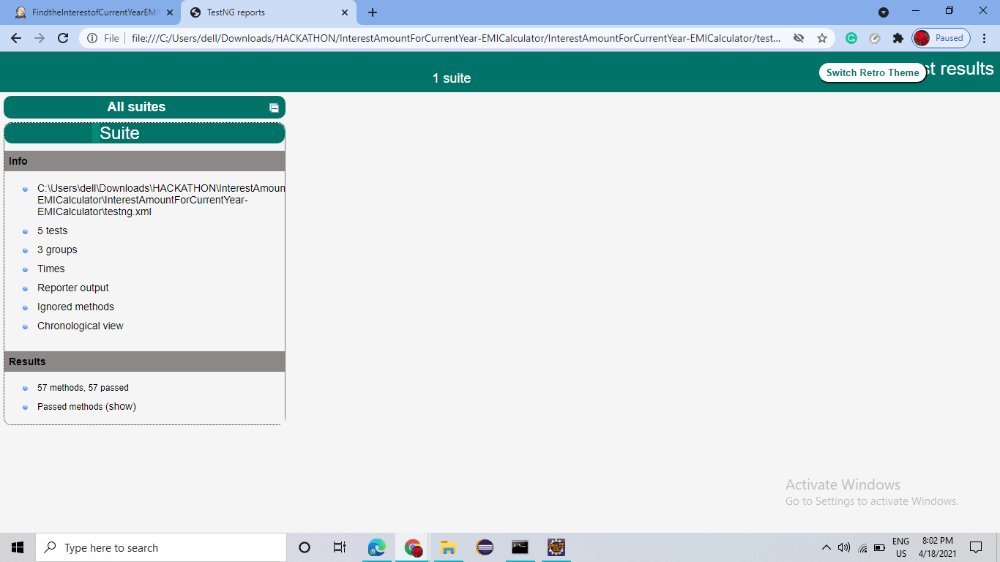 FindtheInterestofCurrentYearEMI
TestNG reports
File
file:///C:/Users/dell/Downloads/HACKATHON/InterestAmountForCurrentYear-EMICalculator/InterestAmountForCurrentYear-EMICalculator/test...
Paused
1 suite
Switch Retro Theme
st results
All suites
Suite
Info
C:\Users\dell\Downloads\HACKATHON\InterestAmoun
EMICalculator\InterestAmountForCurrentYear-
EMICalculator\testng.xml
5 tests
3 groups
Times
Reporter output
Ignored methods
Chronological view
Results
57 methods, 57 passed
Passed methods (show)
Activate Windows
Go to Settings to activate Windows.
Type here to search
ENG
US
8:02 PM
4/18/2021